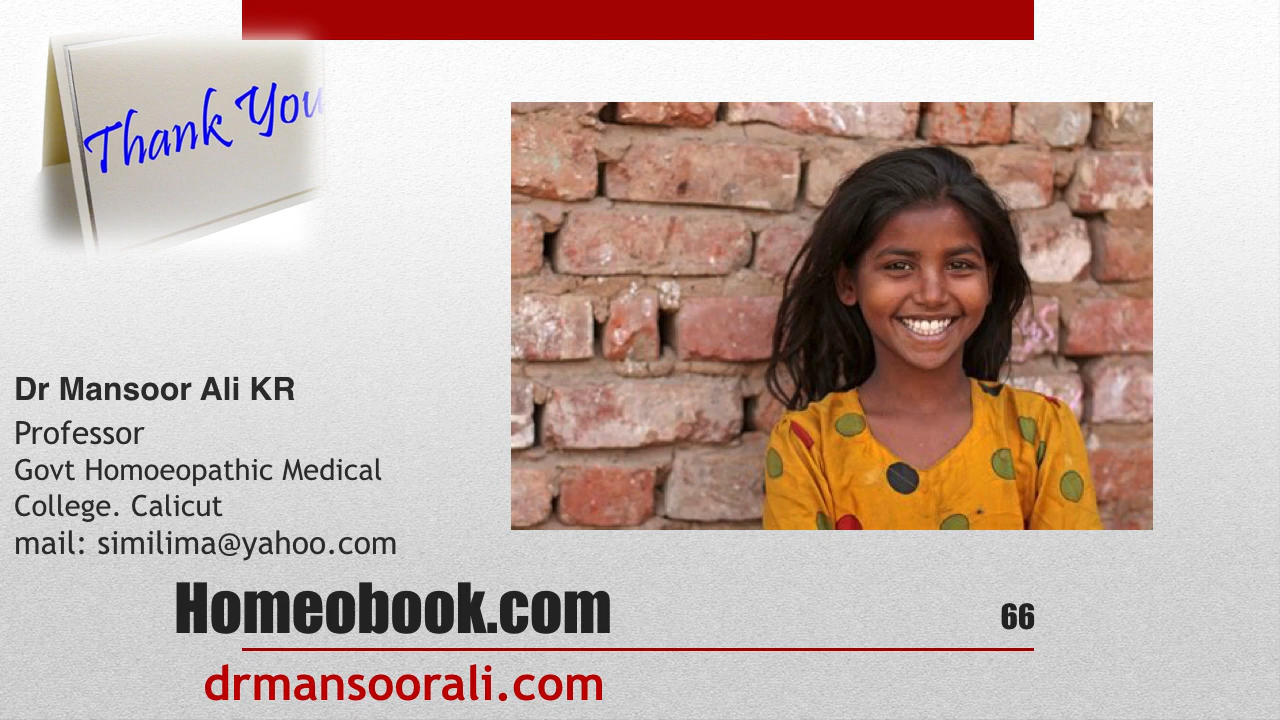 Thank You
Dr Mansoor Ali KR
Professor
Govt Homoeopathic Medical
College. Calicut
mail: similima@yahoo.com
Homeobook.com
66
drmansoorali.com